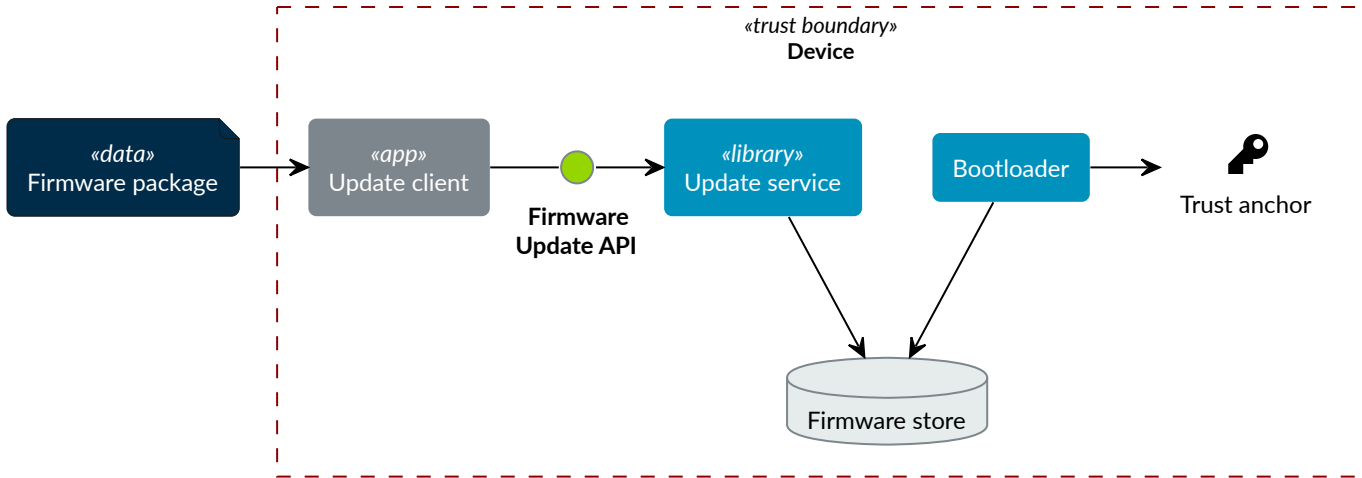 «trust boundary»
Device
«data»
Firmware package
«app»
Update client
Firmware
Update API
«library»
Update service
Bootloader
Trust anchor
Firmware store